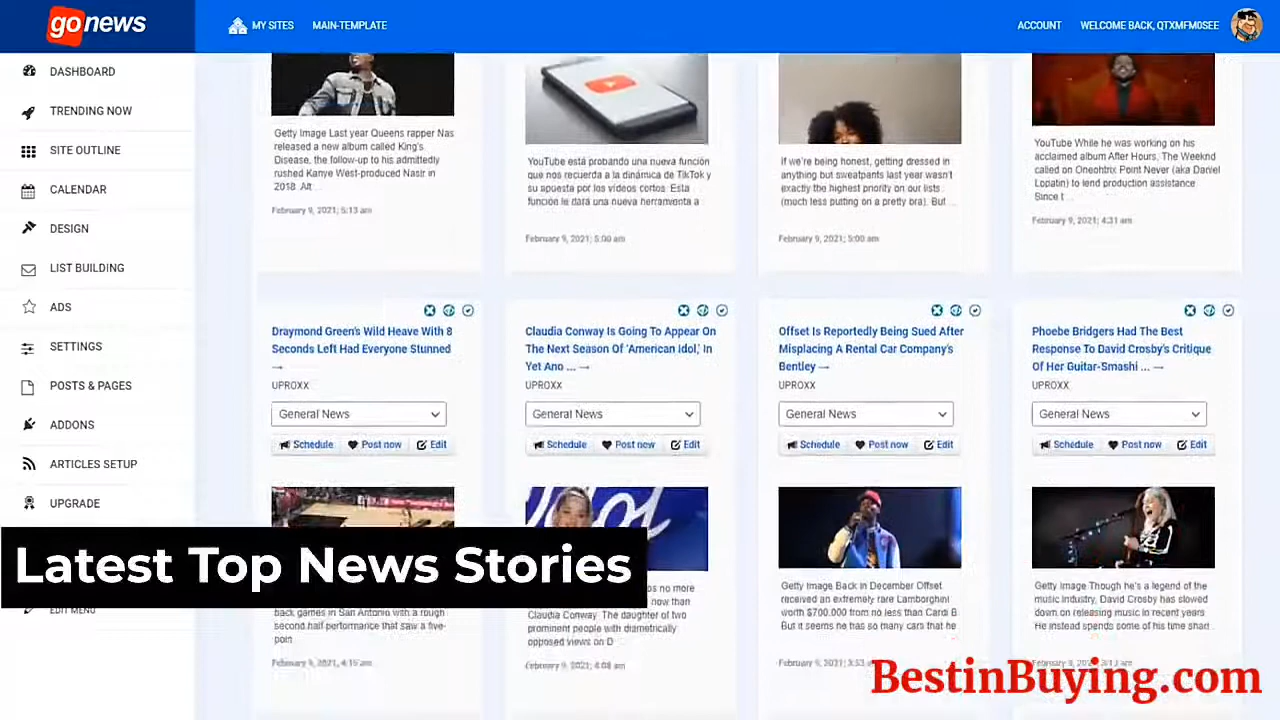 gonews
MY SITES
MAIN-TEMPLATE
ACCOUNT
WELCOME BACK, QTXMFM0SEE
DASHBOARD
TRENDING NOW
SITE OUTLINE
CALENDAR
DESIGN
LIST BUILDING
ADS
SETTINGS
POSTS & PAGES
ADDONS
ARTICLES SETUP
UPGRADE
EDIT MENU
Getty Image Last year Queens rapper Nas
released a new album called King's
Disease, the follow-up to his admittedly
rushed Kanye West-produced Nasir in
2018. Alt ...
February 9, 2021; 5:13 am
YouTube está probando una nueva función
que nos recuerda a la dinámica de TikTok y
su apuesta por los vídeos cortos. Esta
función le dará una nueva herramienta a
February 9, 2021; 5:00 am
If we're being honest, getting dressed in
anything but sweatpants last year wasn't
exactly the highest priority on our lists
(much less putting on a pretty bra). But ...
February 9, 2021; 5:00 am
YouTube While he was working on his
acclaimed album After Hours, The Weeknd
called on Oneohtrix Point Never (aka Daniel
Lopatin) to lend production assistance
Since t ...
February 9, 2021; 4:31 am
Draymond Green's Wild Heave With 8
Seconds Left Had Everyone Stunned
→
UPROXX
General News
Schedule Post now Edit
back games in San Antonio with a rough
second half performance that saw a five-
poin
February 9, 2021, 4:15 am
Claudia Conway Is Going To Appear On
The Next Season Of 'American Idol,' In
Yet Ano ... →
UPROXX
General News
Schedule Post now Edit
Idol
s no more
now than
Claudia Conway. The daughter of two
prominent people with diametrically
opposed views on D
February 9, 2021; 4:08 am
Offset Is Reportedly Being Sued After
Misplacing A Rental Car Company's
Bentley →
UPROXX
General News
Schedule Post now Edit
Getty Image Back in December Offset
received an extremely rare Lamborghini
worth $700,000 from no less than Cardi B.
But it seems he has so many cars that he
February 9, 2021; 3:53
Phoebe Bridgers Had The Best
Response To David Crosby's Critique
Of Her Guitar-Smashi ... →
UPROXX
General News
Schedule Post now Edit
Getty Image Though he's a legend of the
music industry, David Crosby has slowed
down on releasing music in recent years
He instead spends some of his time shari
Latest Top News Stories
BestinBuying.com